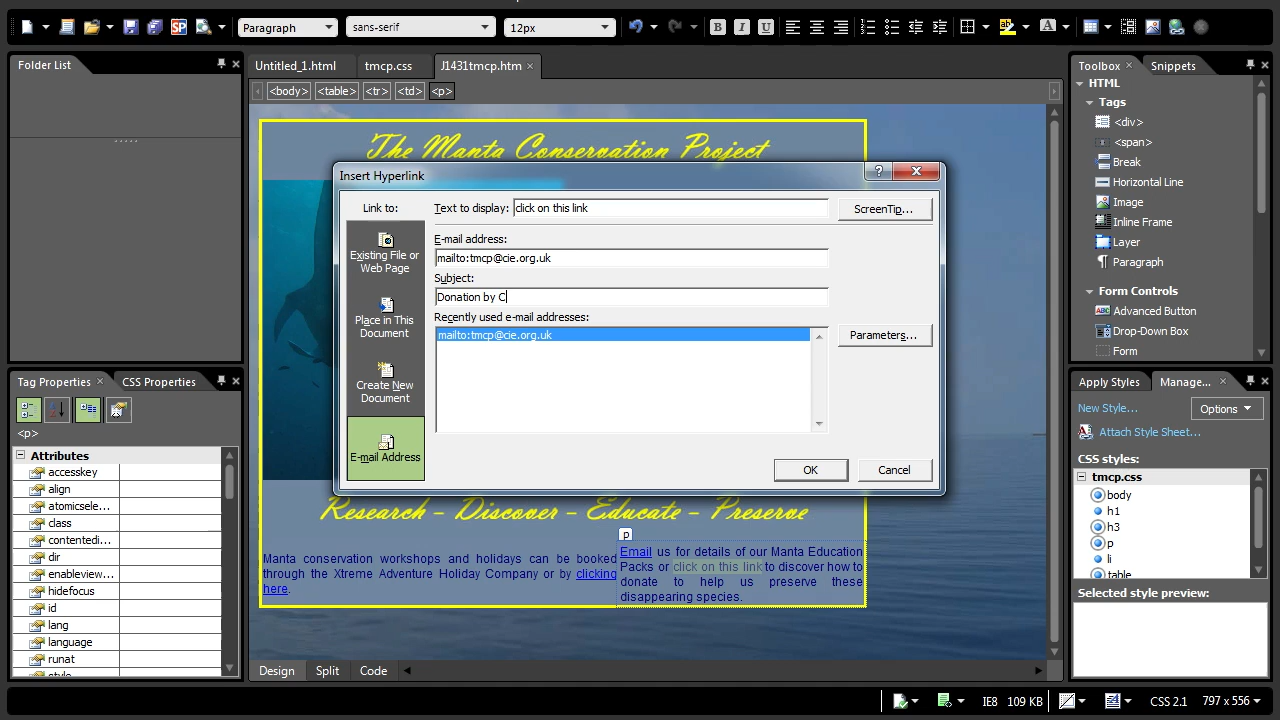 Paragraph
sans-serif
12px
B I U
ab
A
Folder List
Untitled_1.html
tmcp.css
J1431tmcp.htm
<body> <table> <tr> <td> <p>
The Manta Conservation Project
Insert Hyperlink
Link to:
Text to display: click on this link
ScreenTip...
Existing File or
Web Page
Place in This
Document
Create New
Document
E-mail Address
E-mail address:
mailto:tmcp@cie.org.uk
Subject:
Donation by C
Recently used e-mail addresses:
mailto:tmcp@cie.org.uk
Parameters...
OK
Cancel
Research - Discover - Educate - Preserve
Manta conservation workshops and holidays can be booked
through the Xtreme Adventure Holiday Company or by clicking
here.
p
Email us for details of our Manta Education
Packs or click on this link to discover how to
donate to help us preserve these
disappearing species.
Design
Split
Code
Tag Properties
CSS Properties
<p>
Attributes
accesskey
align
atomicsele...
class
contentedi...
dir
enableview...
hidefocus
id
lang
language
runat
style
Toolbox
Snippets
HTML
Tags
<div>
<span>
Break
Horizontal Line
Image
Inline Frame
Layer
Paragraph
Form Controls
Advanced Button
Drop-Down Box
Form
Apply Styles
Manage...
New Style...
Options
Attach Style Sheet...
CSS styles:
tmcp.css
body
h1
h3
p
li
table
Selected style preview:
IE8
109 KB
CSS 2.1
797 x 556